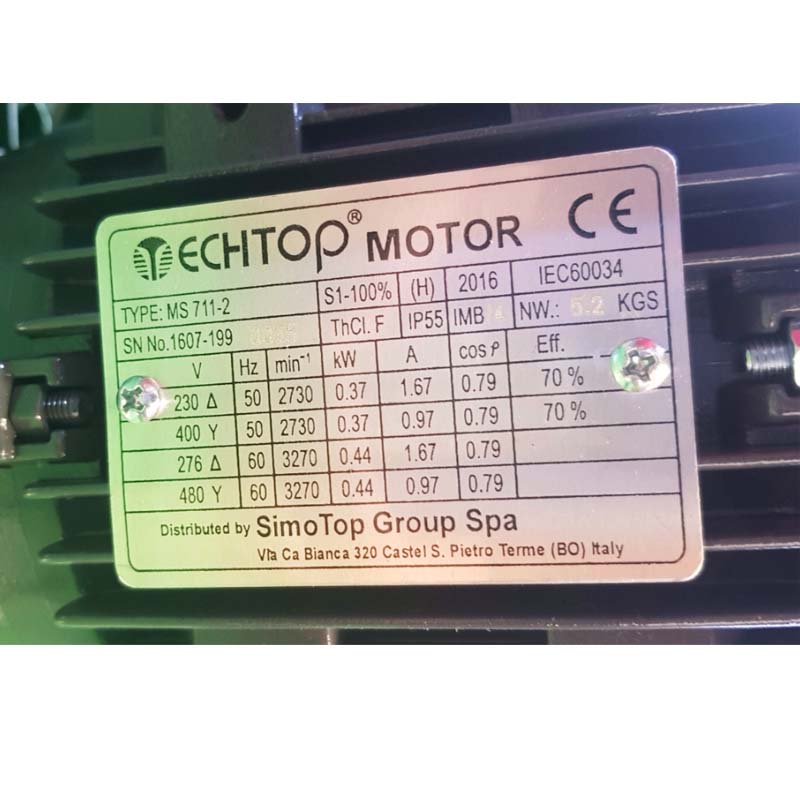 TECHTOP® MOTOR CE
TYPE: MS 711-2 S1-100% (H) 2016 IEC60034
SN No.1607-199 ThCl. F IP55 IMB NW.: 5.2 KGS
V Hz min⁻¹ kW A cosρ Eff.
230 Δ 50 2730 0.37 1.67 0.79 70 %
400 Y 50 2730 0.37 0.97 0.79 70 %
276 Δ 60 3270 0.44 1.67 0.79
480 Y 60 3270 0.44 0.97 0.79
Distributed by SimoTop Group Spa
Via Ca Bianca 320 Castel S. Pietro Terme (BO) Italy